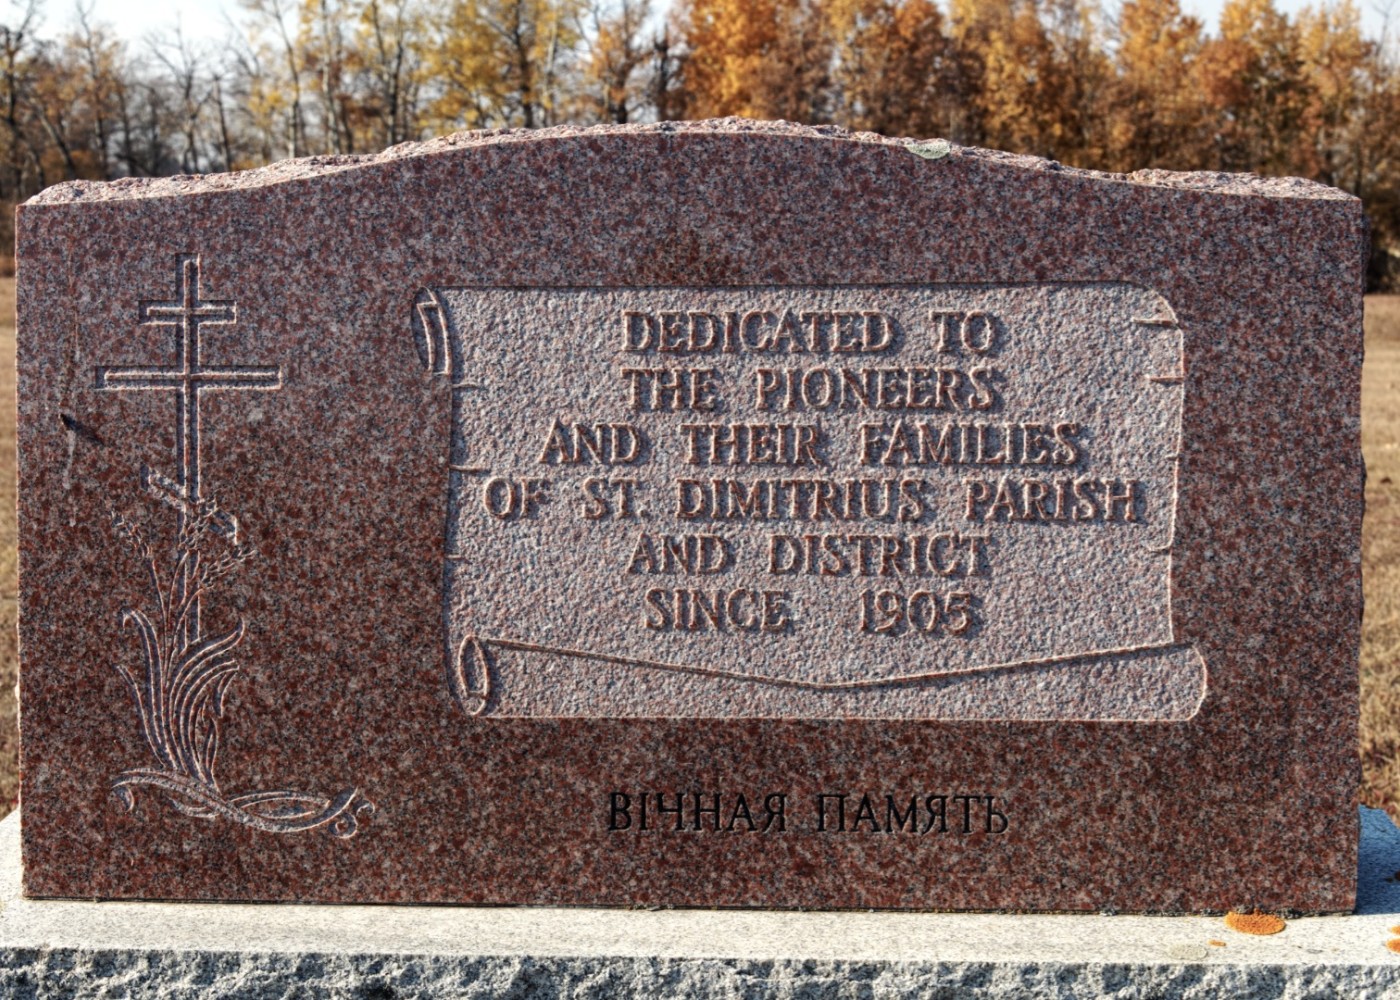 DEDICATED TO
THE PIONEERS
AND THEIR FAMILIES
OF ST. DIMITRIUS PARISH
AND DISTRICT
SINCE 1905
ВІЧНАЯ ПАМЯТЬ